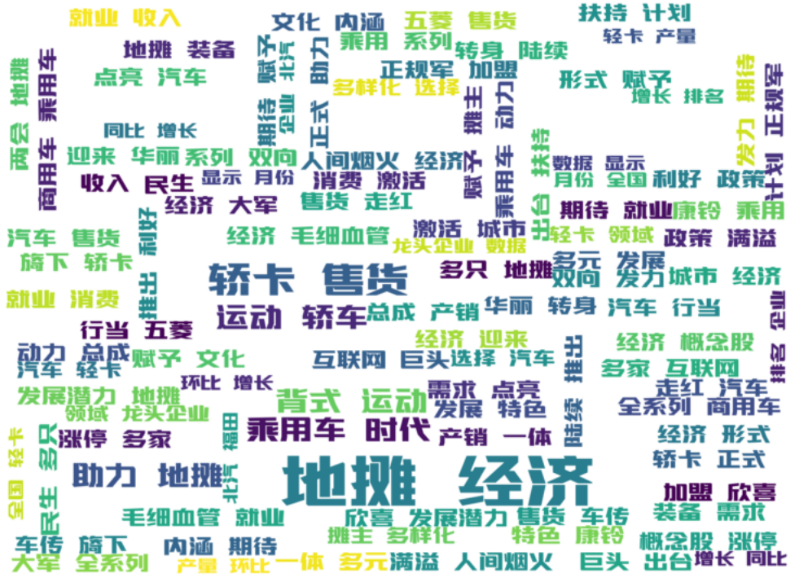 就业 收入
文化 内涵
五菱 售货
扶持 计划
乘用 系列
轻卡 产量
地摊 装备
期待 赋予
企业 北汽
正式 助力
转身 陆续
两会 地摊
商用车 乘用车
点亮 汽车
正规军 加盟
形式 赋予
多样化 选择
增长 排名
发力 期待
计划 正规军
赋予 摊主
乘用车 动力
同比 增长
出台 扶持
迎来 华丽
系列 双向
人间烟火 经济
数据 显示
收入 民生
显示 月份
消费 激活
月份 全国
利好 政策
经济 大军
售货 走红
期待 就业
康铃 乘用
推出 利好
汽车 售货
经济 毛细血管
激活 城市
轻卡 领域
政策 满溢
龙头企业 数据
旗下 轿卡
轿卡 售货
多只 地摊
多元 发展
双向 发力
城市 经济
就业 消费
运动 轿车
总成 产销
华丽 转身
汽车 行当
排名 企业
行当 五菱
经济 迎来
经济 概念股
陆续 推出
动力 总成
赋予 文化
互联网 巨头
选择 汽车
汽车 轻卡
多家 互联网
环比 增长
发展潜力 地摊
背式 运动
需求 点亮
走红 汽车
领域 龙头企业
发展 特色
全系列 商用车
北汽 福田
全国 轻卡
民生 多只
涨停 多家
乘用车 时代
产销 一体
经济 形式
助力 地摊
地摊 经济
轿卡 正式
加盟 欣喜
毛细血管 就业
欣喜 发展潜力
售货 车传
装备 需求
摊主 多样化
特色 康铃
车传 旗下
内涵 期待
概念股 涨停
大军 全系列
产量 环比
一体 多元
满溢 人间烟火
巨头 出台
增长 同比